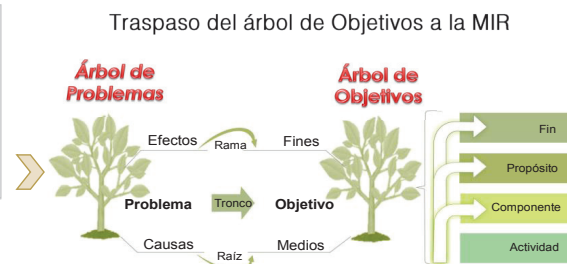 Traspaso del árbol de Objetivos a la MIR
Árbol de
Problemas
Árbol de
Objetivos
Efectos
Rama
Fines
Problema
Tronco
Objetivo
Causas
Raíz
Medios
Fin
Propósito
Componente
Actividad